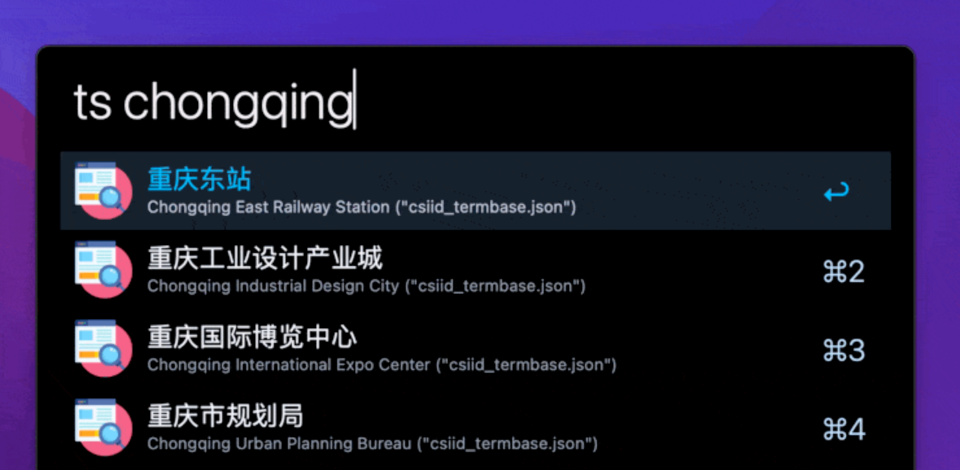 ts chongqing
重庆东站
Chongqing East Railway Station ("csiid_termbase.json")
重庆工业设计产业城
Chongqing Industrial Design City ("csiid_termbase.json")
⌘2
重庆国际博览中心
Chongqing International Expo Center ("csiid_termbase.json")
⌘3
重庆市规划局
Chongqing Urban Planning Bureau ("csiid_termbase.json")
⌘4